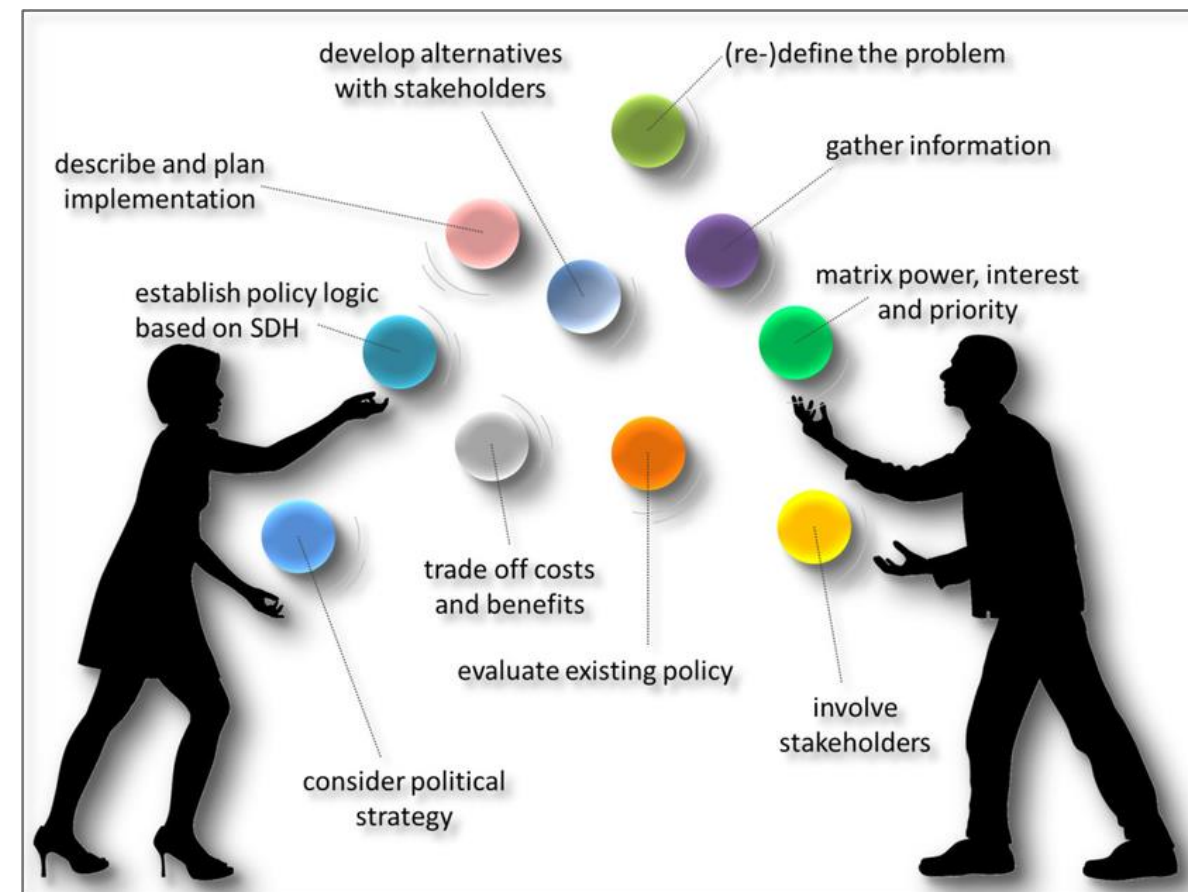 develop alternatives
with stakeholders
(re-)define the problem
gather information
describe and plan
implementation
matrix power, interest
and priority
establish policy logic
based on SDH
trade off costs
and benefits
evaluate existing policy
involve
stakeholders
consider political
strategy